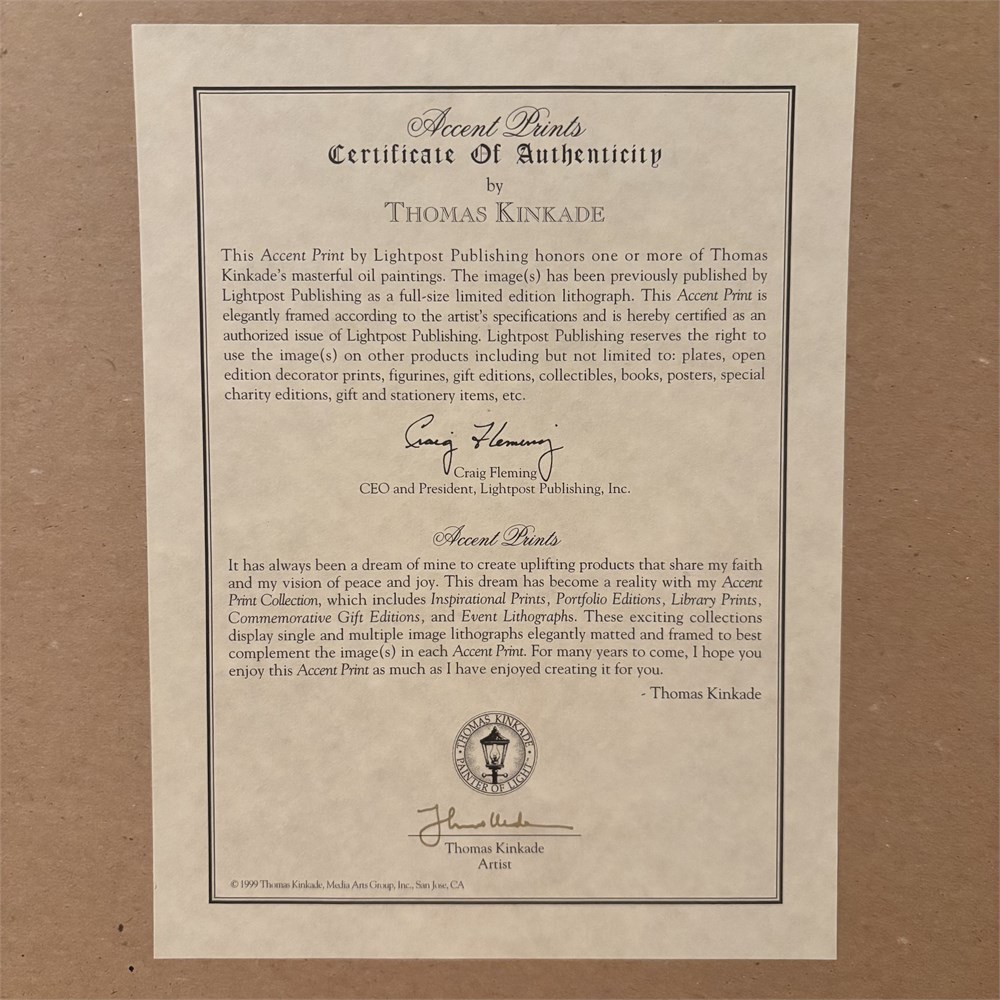 Accent Prints
Certificate Of Authenticity
by
THOMAS KINKADE
This Accent Print by Lightpost Publishing honors one or more of Thomas
Kinkade's masterful oil paintings. The image(s) has been previously published by
Lightpost Publishing as a full-size limited edition lithograph. This Accent Print is
elegantly framed according to the artist's specifications and is hereby certified as an
authorized issue of Lightpost Publishing. Lightpost Publishing reserves the right to
use the image(s) on other products including but not limited to: plates, open
edition decorator prints, figurines, gift editions, collectibles, books, posters, special
charity editions, gift and stationery items, etc.
Craig Fleming
Craig Fleming
CEO and President, Lightpost Publishing, Inc.
Accent Prints
It has always been a dream of mine to create uplifting products that share my faith
and my vision of peace and joy. This dream has become a reality with my Accent
Print Collection, which includes Inspirational Prints, Portfolio Editions, Library Prints,
Commemorative Gift Editions, and Event Lithographs. These exciting collections
display single and multiple image lithographs elegantly matted and framed to best
complement the image(s) in each Accent Print. For many years to come, I hope you
enjoy this Accent Print as much as I have enjoyed creating it for you.
- Thomas Kinkade
THOMAS KINKADE
PAINTER OF LIGHT™
Thomas Kinkade
Artist
© 1999 Thomas Kinkade, Media Arts Group, Inc., San Jose, CA